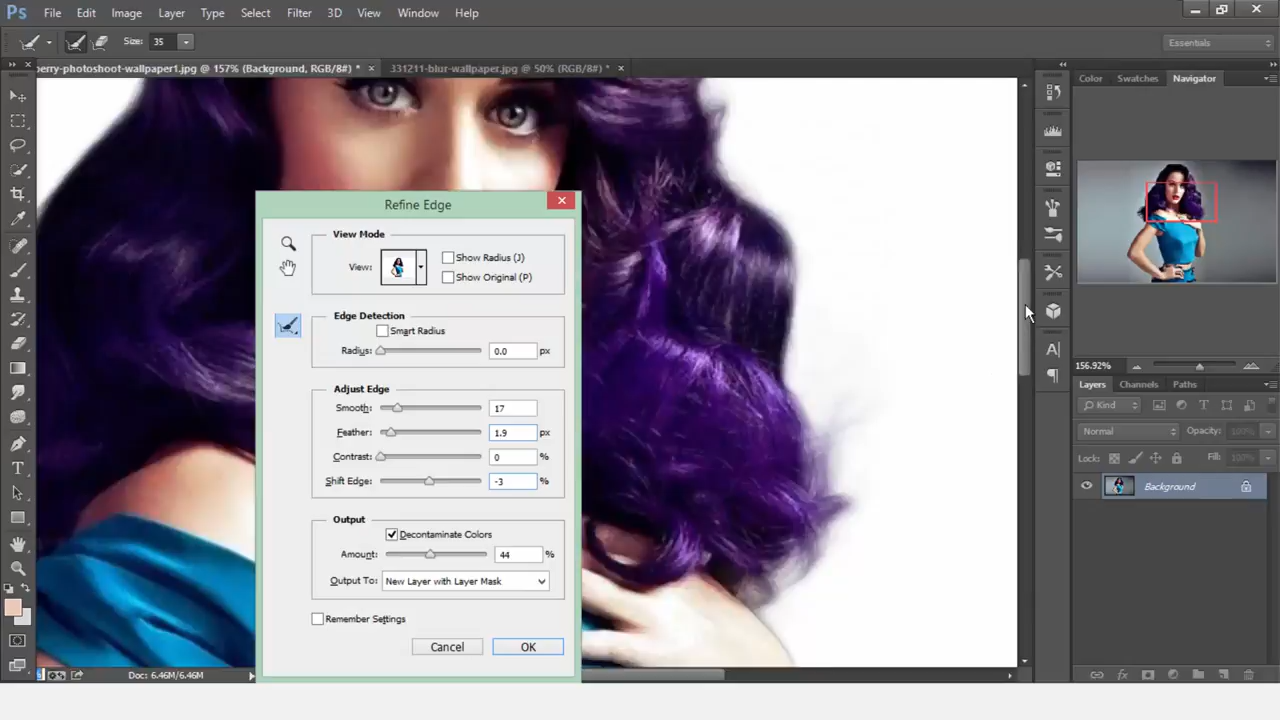 Ps File Edit Image Layer Type Select Filter 3D View Window Help
Size: 35 Essentials
berry-photoshoot-wallpaper1.jpg @ 157% (Background, RGB/8#) * × 331211-blur-wallpaper.jpg @ 50% (RGB/8#) * ×
Color Swatches Navigator
Refine Edge
View Mode
View:
Show Radius (J)
Show Original (P)
Edge Detection
Smart Radius
Radius: 0.0 px
Adjust Edge
Smooth: 17
Feather: 1.9 px
Contrast: 0 %
Shift Edge: -3 %
Output
Decontaminate Colors
Amount: 44 %
Output To: New Layer with Layer Mask
Remember Settings
Cancel OK
156.92%
Layers Channels Paths
Kind
Normal Opacity: 100%
Lock: Fill: 100%
Background
Doc: 6.46M/6.46M